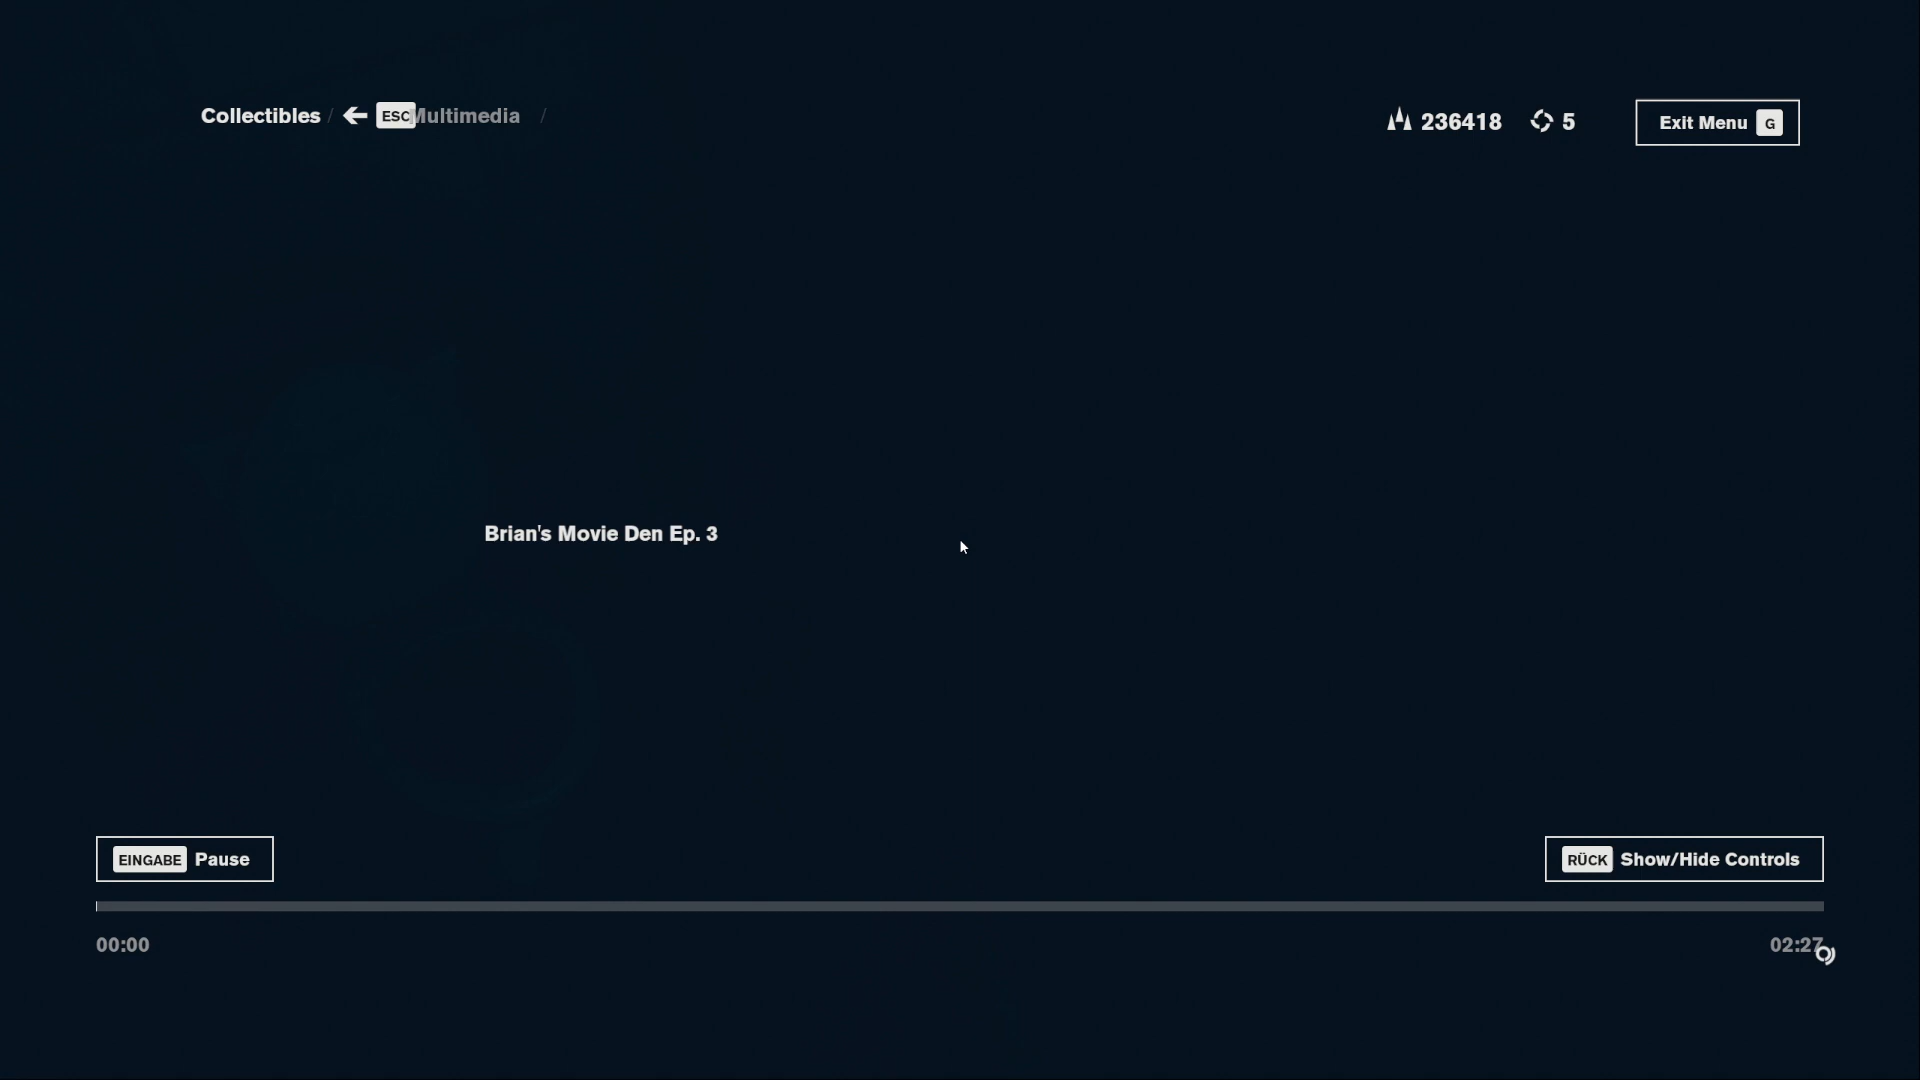 Collectibles / ESC Multimedia /
236418 5 Exit Menu G
Brian's Movie Den Ep. 3
EINGABE Pause
RÜCK Show/Hide Controls
00:00 02:27